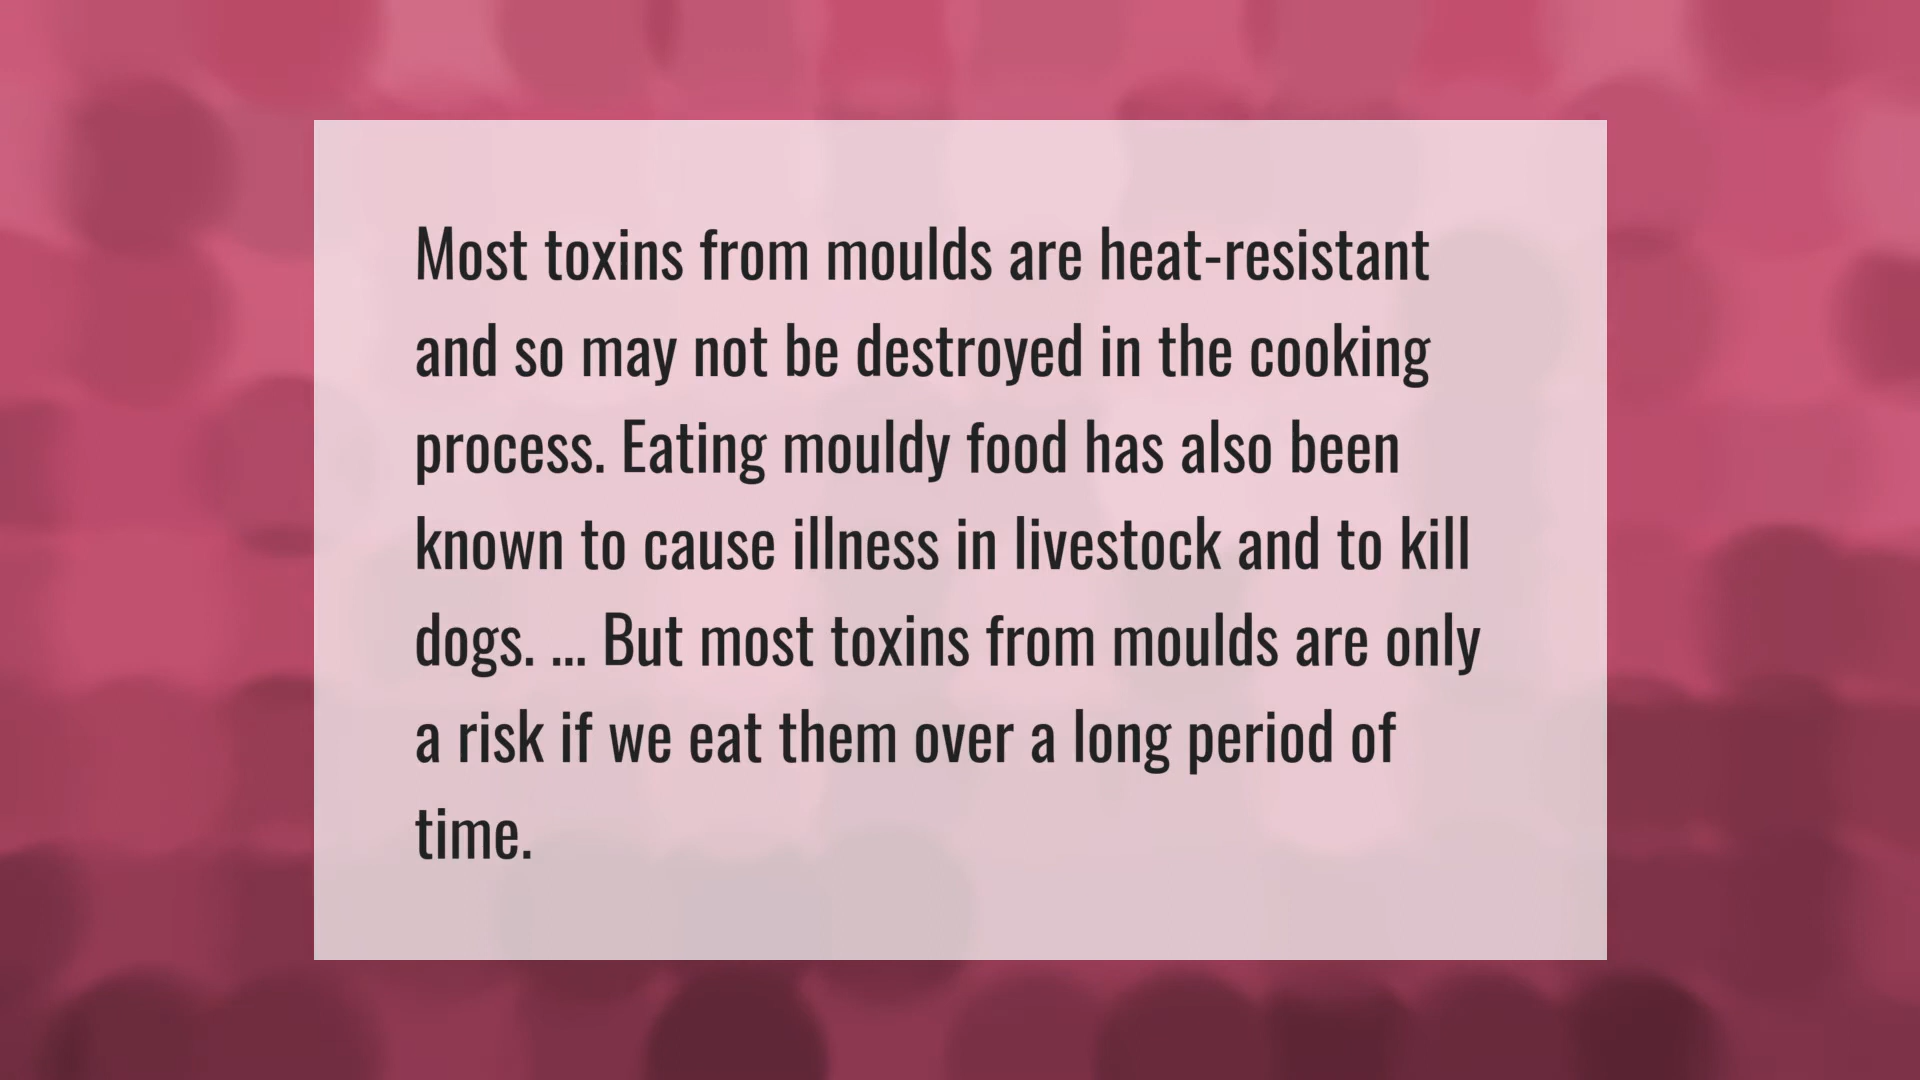 Most toxins from moulds are heat-resistant
and so may not be destroyed in the cooking
process. Eating mouldy food has also been
known to cause illness in livestock and to kill
dogs. ... But most toxins from moulds are only
a risk if we eat them over a long period of
time.